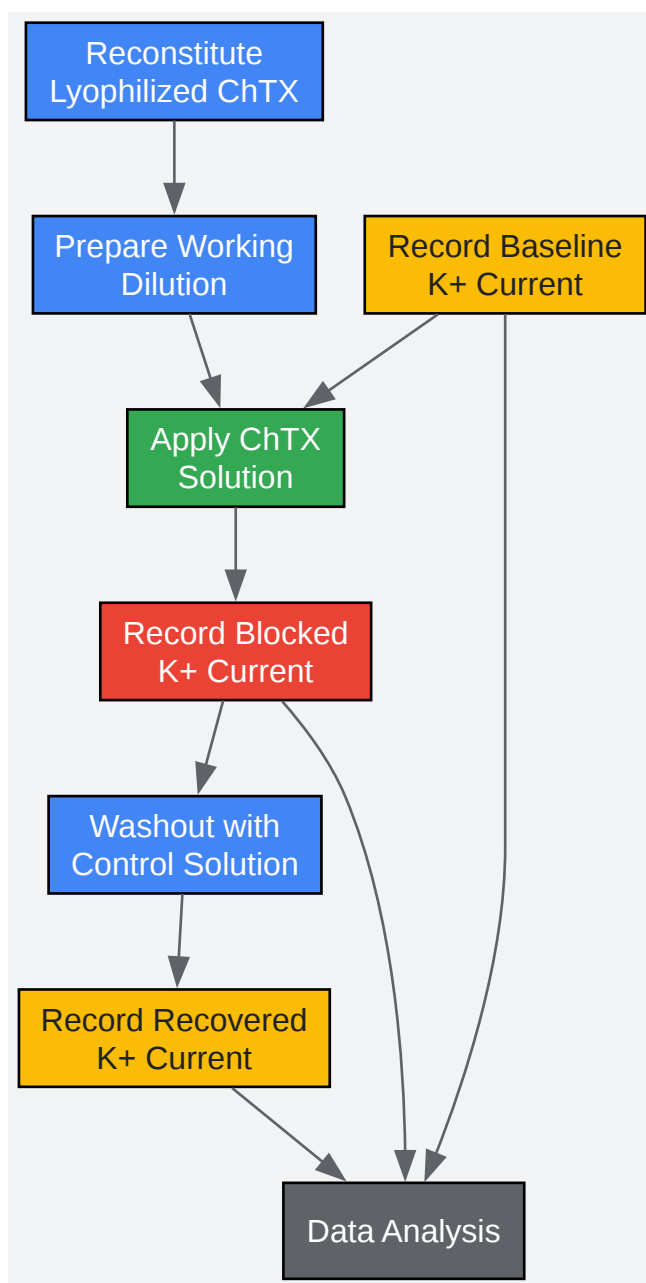 Reconstitute
Lyophilized ChTX
Prepare Working
Dilution
Record Baseline
K+ Current
Apply ChTX
Solution
Record Blocked
K+ Current
Washout with
Control Solution
Record Recovered
K+ Current
Data Analysis